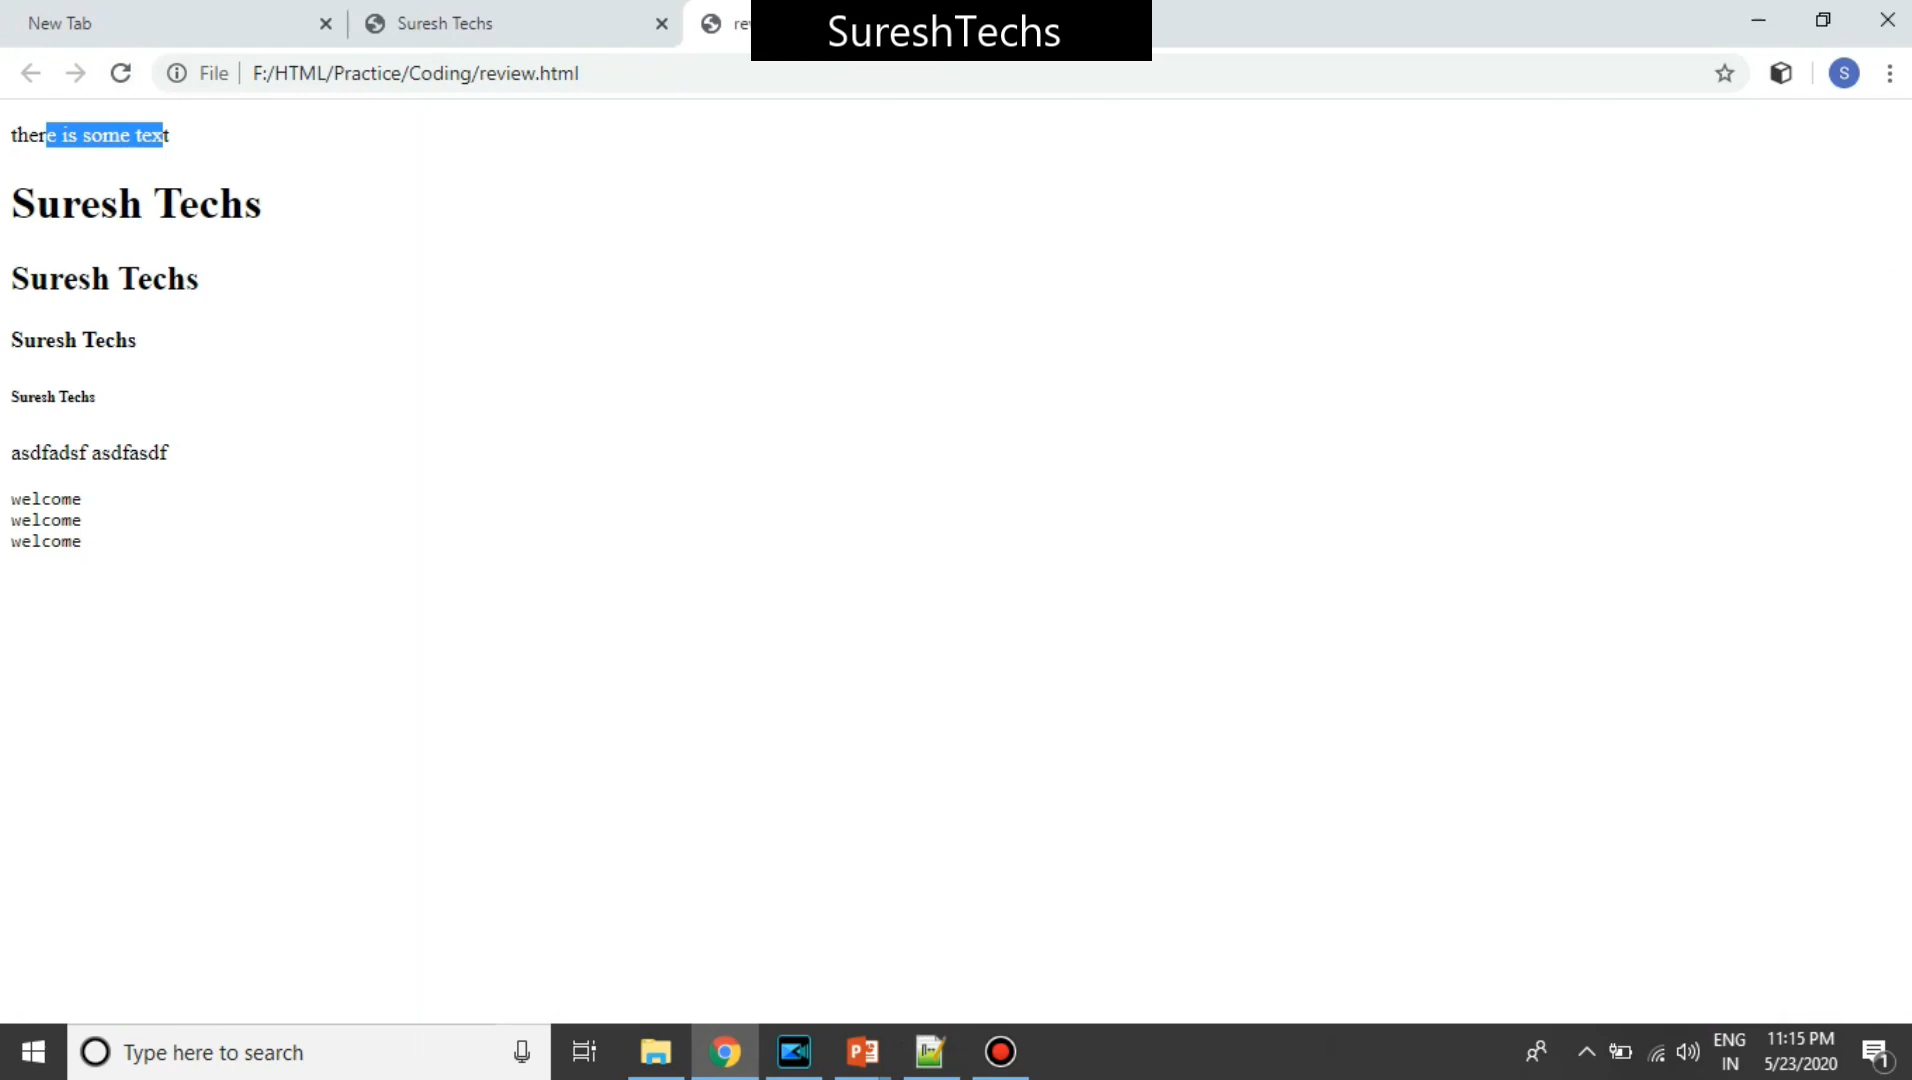 New Tab
Suresh Techs
SureshTechs
File
F:/HTML/Practice/Coding/review.html
S
there is some text
Suresh Techs
Suresh Techs
Suresh Techs
Suresh Techs
asdfadsf asdfasdf
welcome
welcome
welcome
Type here to search
ENG
IN
11:15 PM
5/23/2020
1